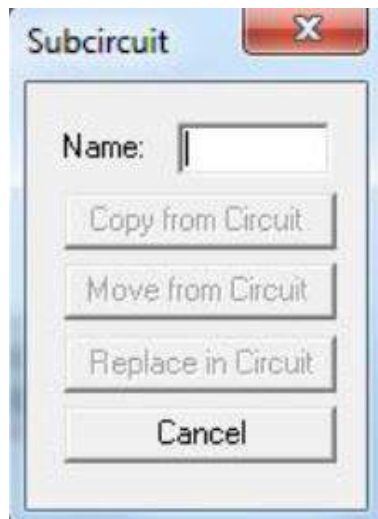 Subcircuit
Name:
Copy from Circuit
Move from Circuit
Replace in Circuit
Cancel